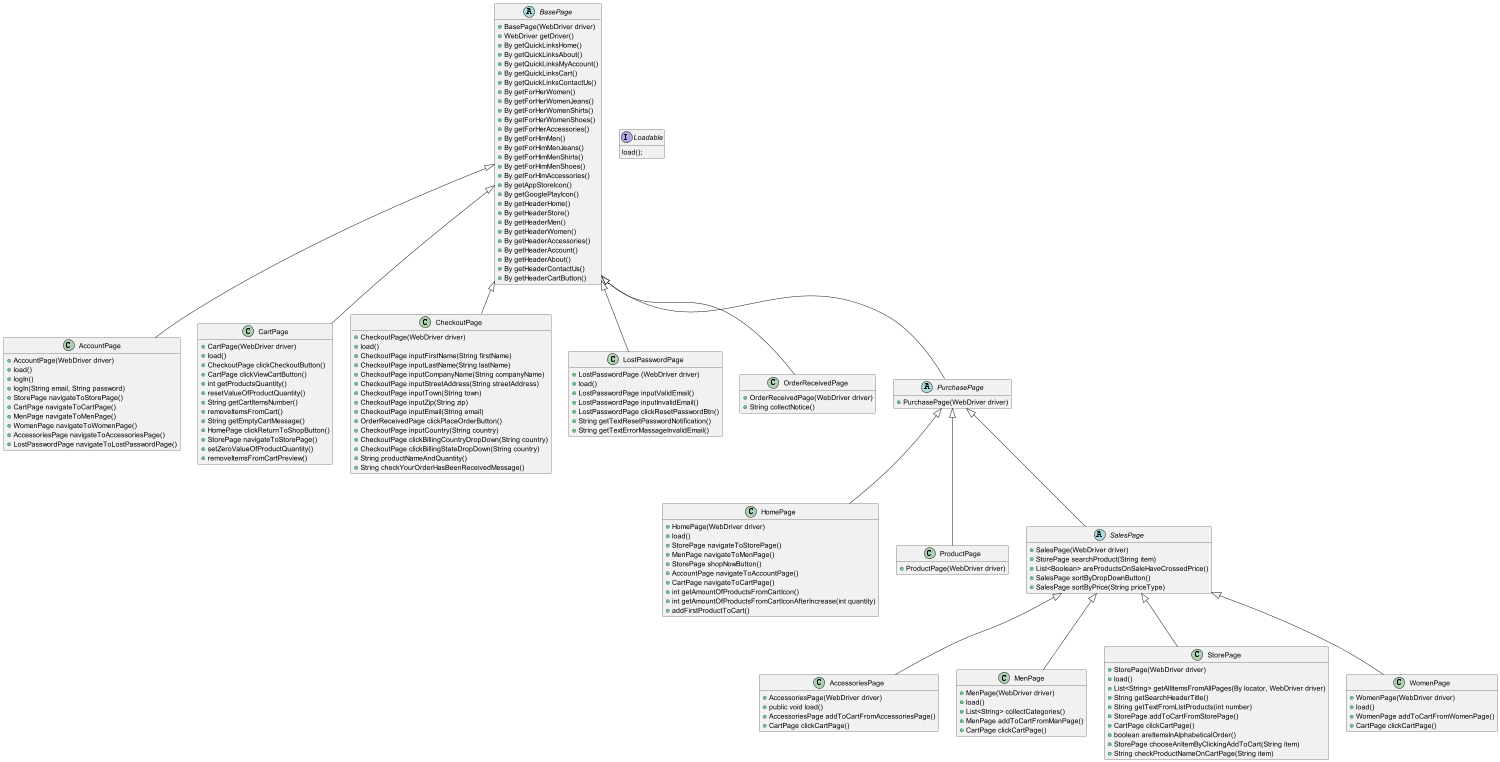 A BasePage
BasePage(WebDriver driver)
WebDriver getDriver()
By getQuickLinksHome()
By getQuickLinksAbout()
By getQuickLinksMyAccount()
By getQuickLinksCart()
By getQuickLinksContactUs()
By getForHerWomen()
By getForHerWomenJeans()
By getForHerWomenShirts()
By getForHerWomenShoes()
By getForHerAccessories()
By getForHimMen()
By getForHimMenJeans()
By getForHimMenShirts()
By getForHimMenShoes()
By getForHimAccessories()
By getAppStoreIcon()
By getGooglePlayIcon()
By getHeaderHome()
By getHeaderStore()
By getHeaderMen()
By getHeaderWomen()
By getHeaderAccessories()
By getHeaderAccount()
By getHeaderAbout()
By getHeaderContactUs()
By getHeaderCartButton()
I Loadable
load();
C AccountPage
AccountPage(WebDriver driver)
load()
logIn()
logIn(String email, String password)
StorePage navigateToStorePage()
CartPage navigateToCartPage()
MenPage navigateToMenPage()
WomenPage navigateToWomenPage()
AccessoriesPage navigateToAccessoriesPage()
LostPasswordPage navigateToLostPasswordPage()
C CartPage
CartPage(WebDriver driver)
load()
CheckoutPage clickCheckoutButton()
CartPage clickViewCartButton()
int getProductsQuantity()
resetValueOfProductQuantity()
String getCartItemsNumber()
removeItemsFromCart()
String getEmptyCartMessage()
HomePage clickReturnToShopButton()
StorePage navigateToStorePage()
setZeroValueOfProductQuantity()
removeItemsFromCartPreview()
C CheckoutPage
CheckoutPage(WebDriver driver)
load()
CheckoutPage inputFirstName(String firstName)
CheckoutPage inputLastName(String lastName)
CheckoutPage inputCompanyName(String companyName)
CheckoutPage inputStreetAddress(String streetAddress)
CheckoutPage inputTown(String town)
CheckoutPage inputZip(String zip)
CheckoutPage inputEmail(String email)
OrderReceivedPage clickPlaceOrderButton()
CheckoutPage inputCountry(String country)
CheckoutPage clickBillingCountryDropDown(String country)
CheckoutPage clickBillingStateDropDown(String country)
String productNameAndQuantity()
String checkYourOrderHasBeenReceivedMessage()
C LostPasswordPage
LostPasswordPage (WebDriver driver)
load()
LostPasswordPage inputValidEmail()
LostPasswordPage inputInvalidEmail()
LostPasswordPage clickResetPasswordBtn()
String getTextResetPasswordNotification()
String getTextErrorMassageInvalidEmail()
C OrderReceivedPage
OrderReceivedPage(WebDriver driver)
String collectNotice()
A PurchasePage
PurchasePage(WebDriver driver)
C HomePage
HomePage(WebDriver driver)
load()
StorePage navigateToStorePage()
MenPage navigateToMenPage()
StorePage shopNowButton()
AccountPage navigateToAccountPage()
CartPage navigateToCartPage()
int getAmountOfProductsFromCartIcon()
int getAmountOfProductsFromCartIconAfterIncrease(int quantity)
addFirstProductToCart()
C ProductPage
ProductPage(WebDriver driver)
A SalesPage
SalesPage(WebDriver driver)
StorePage searchProduct(String item)
List<Boolean> areProductsOnSaleHaveCrossedPrice()
SalesPage sortByDropDownButton()
SalesPage sortByPrice(String priceType)
C AccessoriesPage
AccessoriesPage(WebDriver driver)
public void load()
AccessoriesPage addToCartFromAccessoriesPage()
CartPage clickCartPage()
C MenPage
MenPage(WebDriver driver)
load()
List<String> collectCategories()
MenPage addToCartFromManPage()
CartPage clickCartPage()
C StorePage
StorePage(WebDriver driver)
load()
List<String> getAllItemsFromAllPages(By locator, WebDriver driver)
String getSearchHeaderTitle()
String getTextFromListProducts(int number)
StorePage addToCartFromStorePage()
CartPage clickCartPage()
boolean areItemsInAlphabeticalOrder()
StorePage chooseAnItemByClickingAddToCart(String item)
String checkProductNameOnCartPage(String item)
C WomenPage
WomenPage(WebDriver driver)
load()
WomenPage addToCartFromWomenPage()
CartPage clickCartPage()